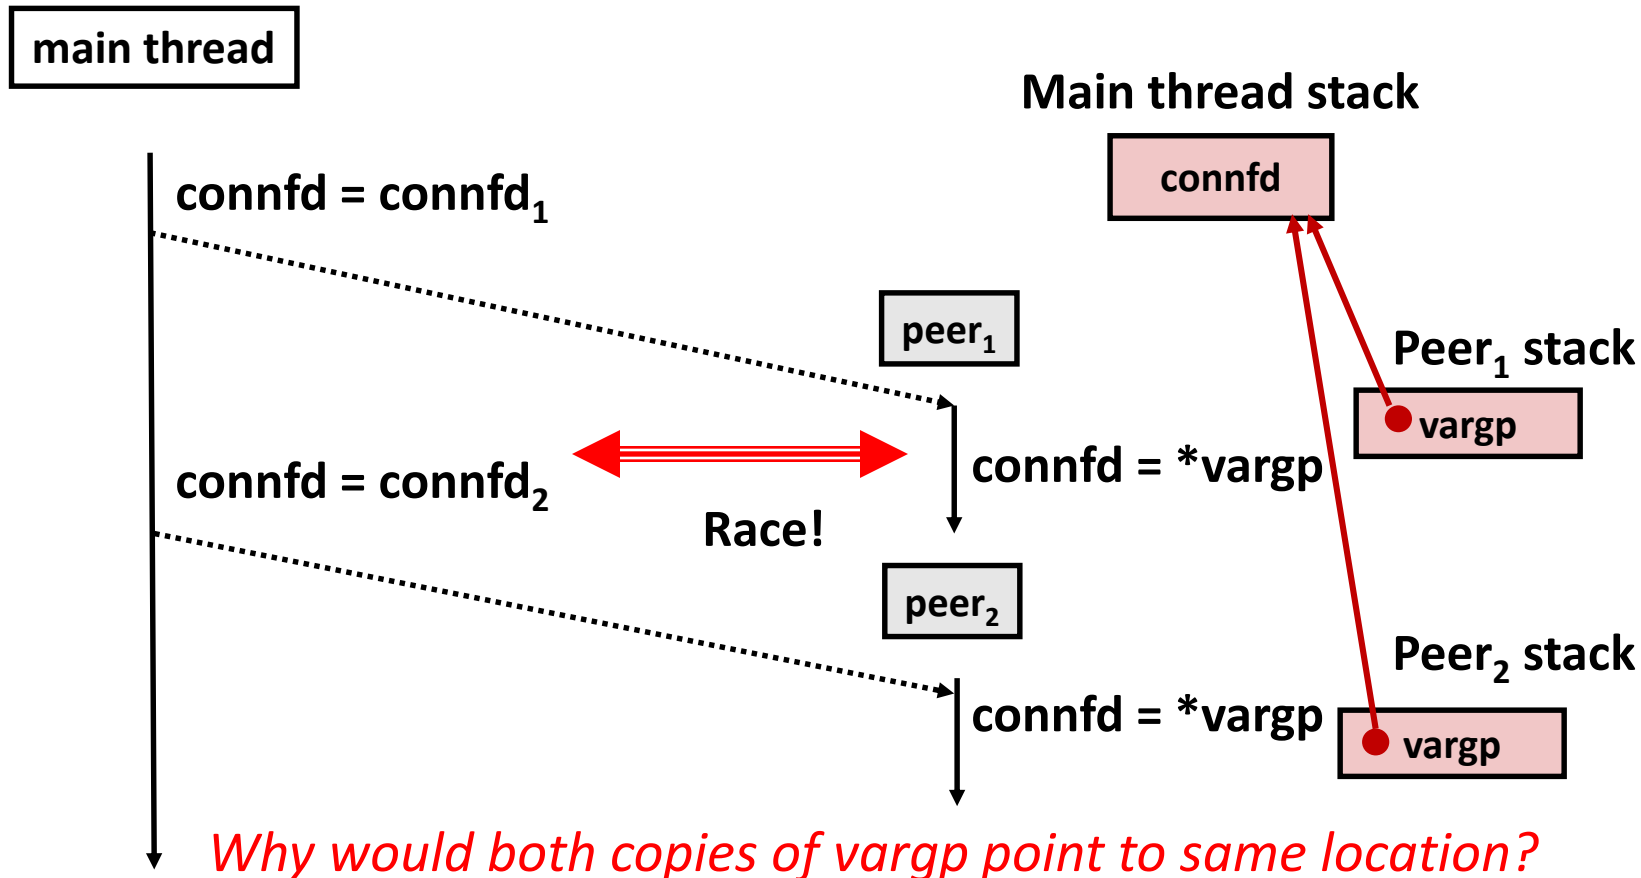 main thread
Main thread stack
connfd
connfd = connfd₁
peer₁
Peer₁ stack
vargp
connfd = *vargp
connfd = connfd₂
Race!
peer₂
Peer₂ stack
connfd = *vargp
vargp
Why would both copies of vargp point to same location?